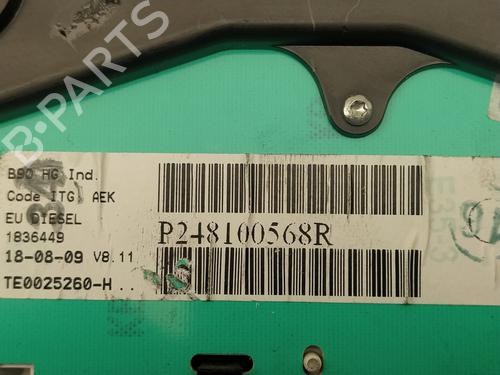 B-PARTS
B90 HG Ind.
Code ITG: AEK
EU DIESEL
1836449
18-08-09 V8.11
TE0025260-H ..
P248100568R